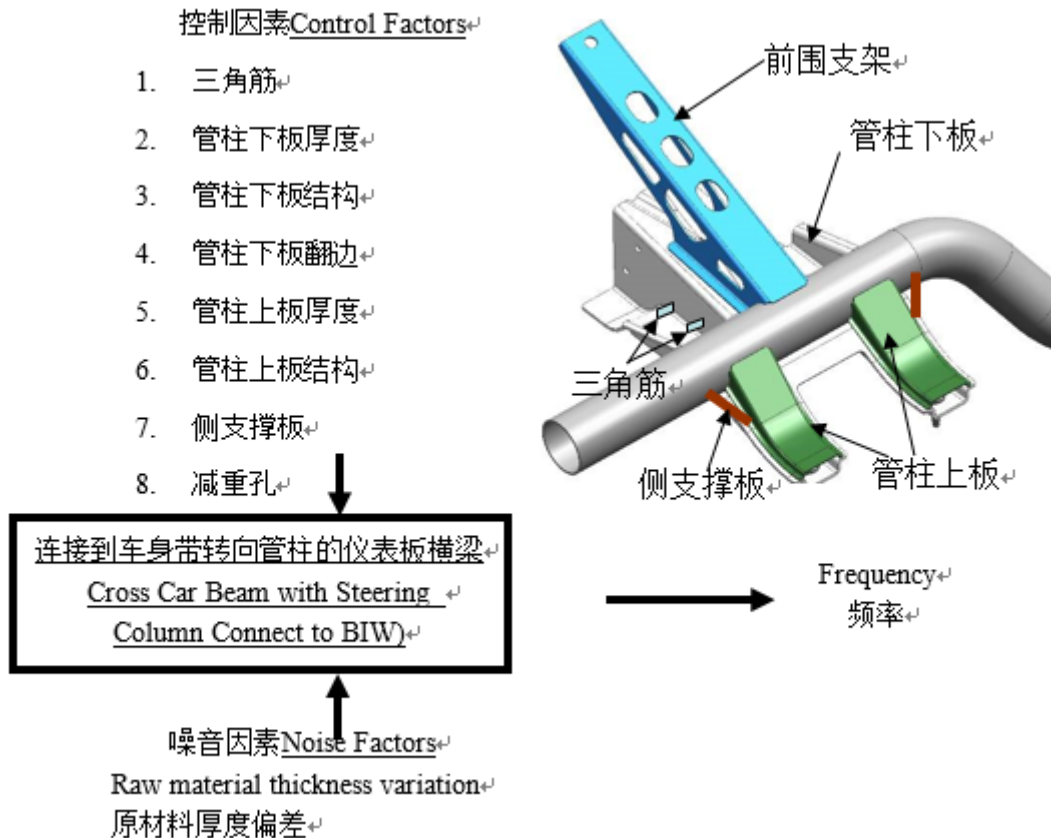 控制因素Control Factors
1. 三角筋
2. 管柱下板厚度
3. 管柱下板结构
4. 管柱下板翻边
5. 管柱上板厚度
6. 管柱上板结构
7. 侧支撑板
8. 减重孔
连接到车身带转向管柱的仪表板横梁
Cross Car Beam with Steering
Column Connect to BIW)
噪音因素Noise Factors
Raw material thickness variation
原材料厚度偏差
前围支架
管柱下板
三角筋
侧支撑板
管柱上板
Frequency
频率